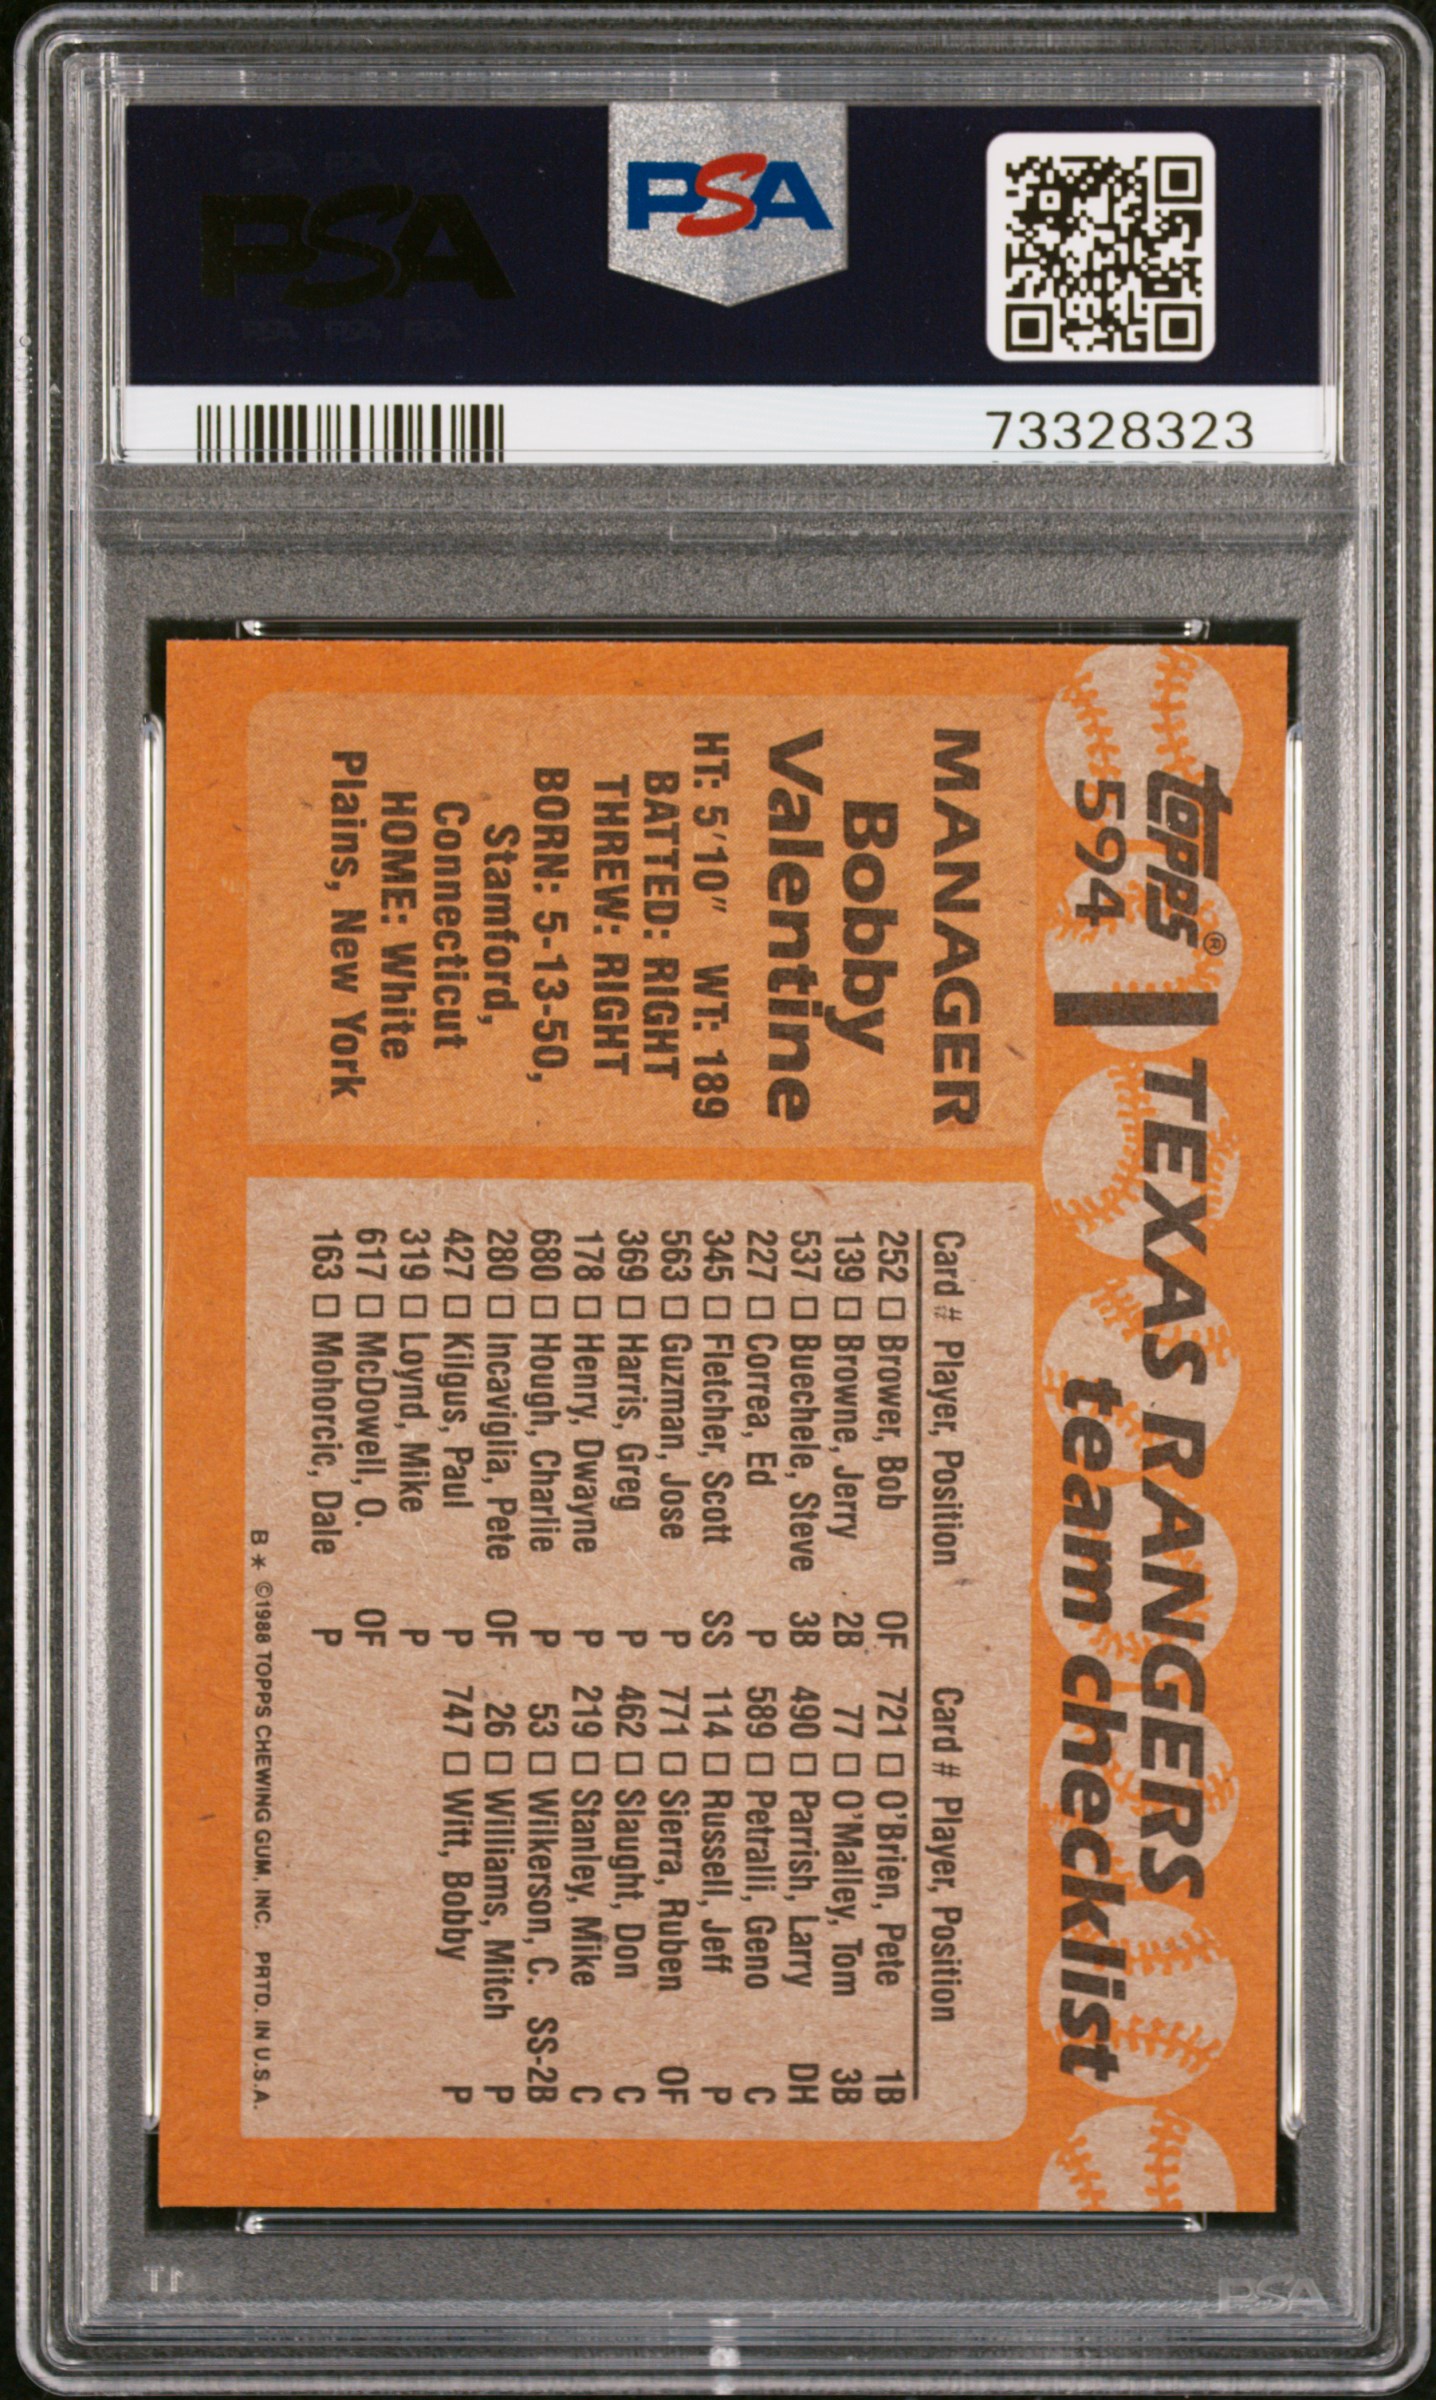 PSA
PSA
73328323
topps®
594
TEXAS RANGERS
team checklist
MANAGER
Bobby
Valentine
HT: 5'10" WT: 189
BATTED: RIGHT
THREW: RIGHT
BORN: 5-13-50,
Stamford,
Connecticut
HOME: White
Plains, New York
Card # Player, Position
252 □ Brower, Bob OF
139 □ Browne, Jerry 2B
537 □ Buechele, Steve 3B
227 □ Correa, Ed P
345 □ Fletcher, Scott SS
563 □ Guzman, Jose P
369 □ Harris, Greg P
178 □ Henry, Dwayne P
680 □ Hough, Charlie P
280 □ Incaviglia, Pete OF
427 □ Kilgus, Paul P
319 □ Loynd, Mike P
617 □ McDowell, O. OF
163 □ Mohorcic, Dale P
Card # Player, Position
721 □ O'Brien, Pete 1B
77 □ O'Malley, Tom 3B
490 □ Parrish, Larry DH
589 □ Petralli, Geno C
114 □ Russell, Jeff P
771 □ Sierra, Ruben OF
462 □ Slaught, Don C
219 □ Stanley, Mike C
53 □ Wilkerson, C. SS-2B
26 □ Williams, Mitch P
747 □ Witt, Bobby P
B * ©1988 TOPPS CHEWING GUM, INC. PRTD. IN U.S.A.
PSA